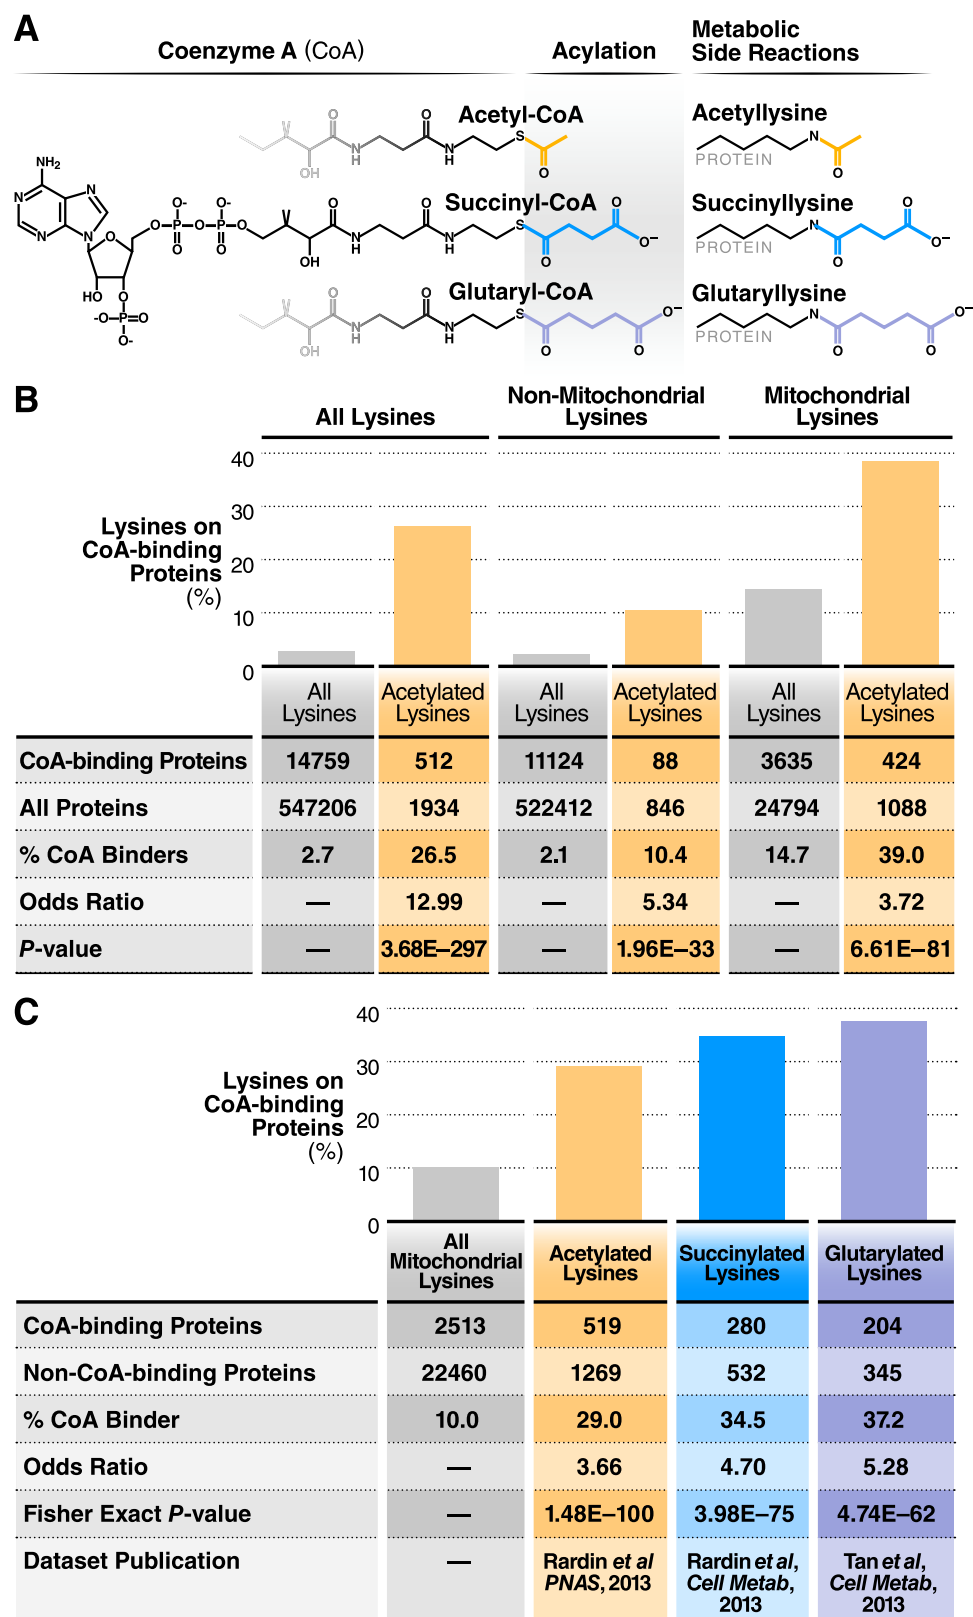 A
Coenzyme A (CoA)
Acylation
Metabolic
Side Reactions
Acetyl-CoA
Acetyllysine
O
O
S
N
H
N
H
OH
O
N
O
PROTEIN
NH₂
N
N
N
N
O
O
O-
P
O
O
P
O-
O
O
Succinyl-CoA
O
O
S
N
H
N
H
OH
O
O
O−
Succinyllysine
N
O
O
O−
PROTEIN
HO
O
-O-P=O
O-
Glutaryl-CoA
O
O
S
N
H
N
H
OH
O
O
O−
Glutaryllysine
N
O
O
O−
PROTEIN
B
All Lysines
Non-Mitochondrial
Lysines
Mitochondrial
Lysines
Lysines on
CoA-binding
Proteins
(%)
40
30
20
10
0
All
Lysines
Acetylated
Lysines
All
Lysines
Acetylated
Lysines
All
Lysines
Acetylated
Lysines
CoA-binding Proteins 14759 512 11124 88 3635 424
All Proteins 547206 1934 522412 846 24794 1088
% CoA Binders 2.7 26.5 2.1 10.4 14.7 39.0
Odds Ratio — 12.99 — 5.34 — 3.72
P-value — 3.68E–297 — 1.96E–33 — 6.61E–81
C
Lysines on
CoA-binding
Proteins
(%)
40
30
20
10
0
All
Mitochondrial
Lysines
Acetylated
Lysines
Succinylated
Lysines
Glutarylated
Lysines
CoA-binding Proteins 2513 519 280 204
Non-CoA-binding Proteins 22460 1269 532 345
% CoA Binder 10.0 29.0 34.5 37.2
Odds Ratio — 3.66 4.70 5.28
Fisher Exact P-value — 1.48E–100 3.98E–75 4.74E–62
Dataset Publication —
Rardin et al
PNAS, 2013
Rardin et al,
Cell Metab,
2013
Tan et al,
Cell Metab,
2013